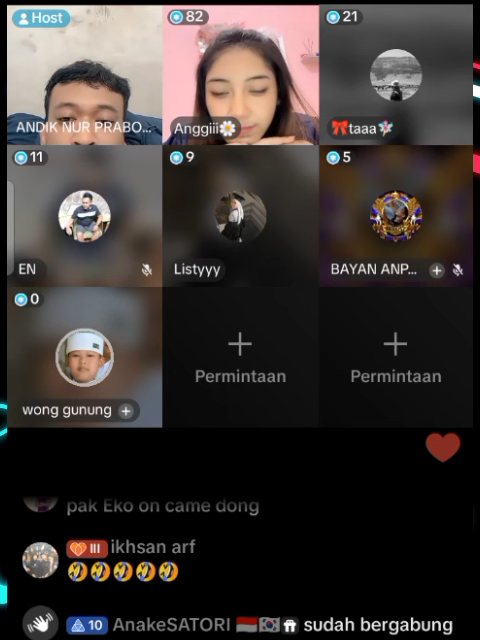 Host
82
21
ANDIK NUR PRABO...
Anggiii🌼
🎀taaa🧚
11
9
5
EN
Listyyy
BAYAN ANP... +
0
wong gunung +
+
Permintaan
+
Permintaan
pak Eko on came dong
III ikhsan arf
🤣🤣🤣🤣🤣
10 AnakeSATORI 🇮🇩🇰🇷 sudah bergabung